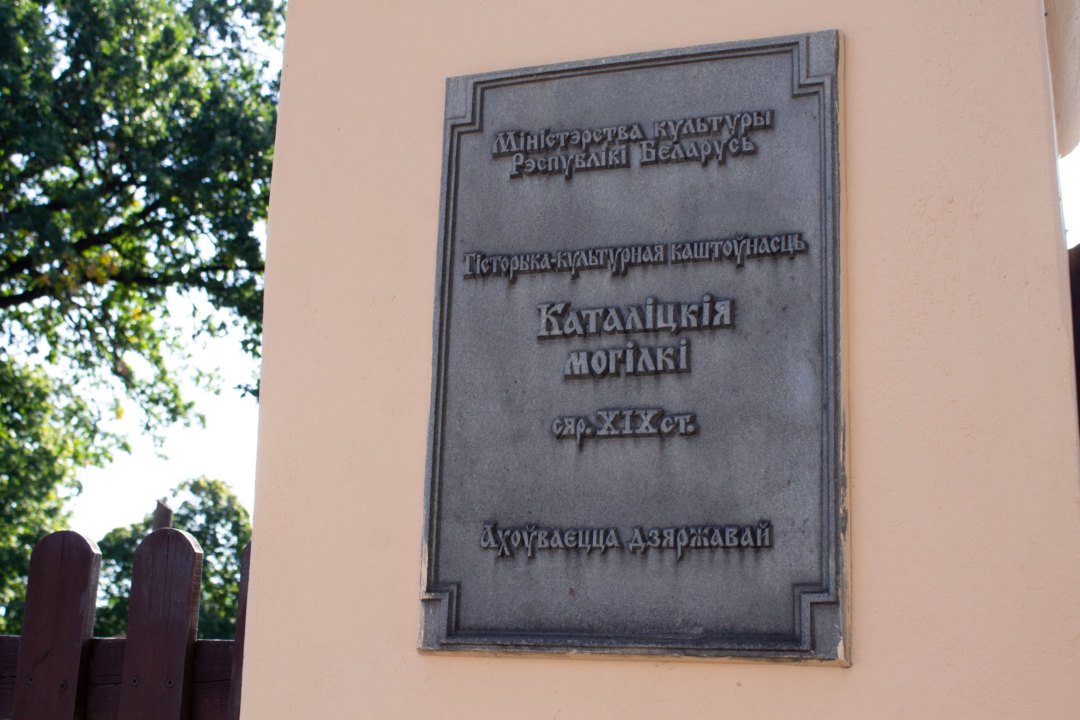 Міністэрства культуры
Рэспублікі Беларусь
Гісторыка-культурная каштоўнасць
Каталіцкія
могілкі
сяр. XIX ст.
Ахоўваецца дзяржавай